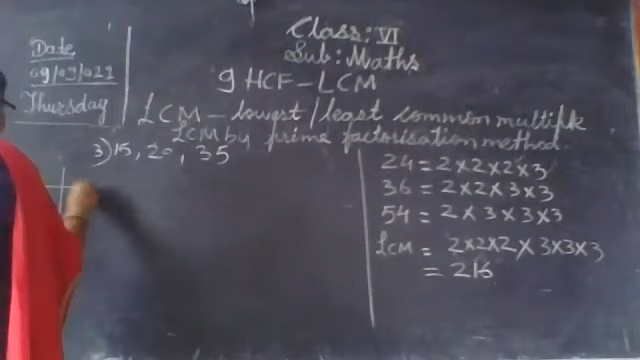 Date
09/09/021
Thursday
Class: VI
Sub: Maths
9 HCF-LCM
LCM - lowest/least common multiple
LCM by prime factorisation method.
3) 15, 20, 35
24 = 2×2×2×3
36 = 2×2×3×3
54 = 2×3×3×3
LCM = 2×2×2×3×3×3
= 216